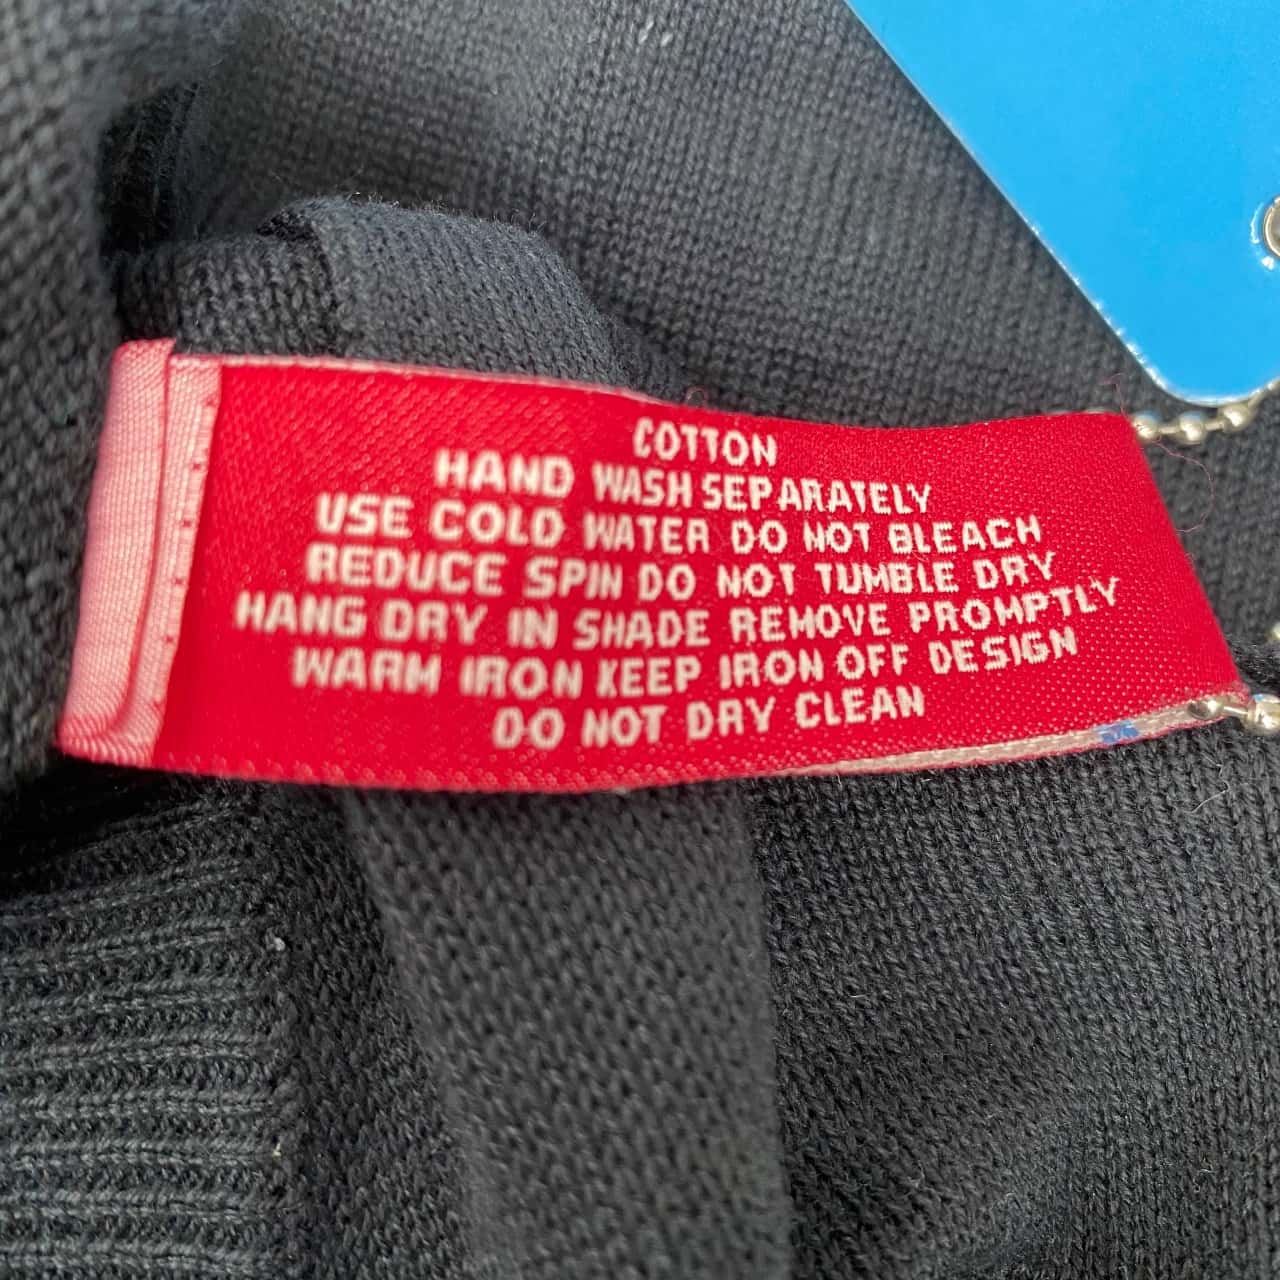 COTTON
HAND WASH SEPARATELY
USE COLD WATER DO NOT BLEACH
REDUCE SPIN DO NOT TUMBLE DRY
HANG DRY IN SHADE REMOVE PROMPTLY
WARM IRON KEEP IRON OFF DESIGN
DO NOT DRY CLEAN